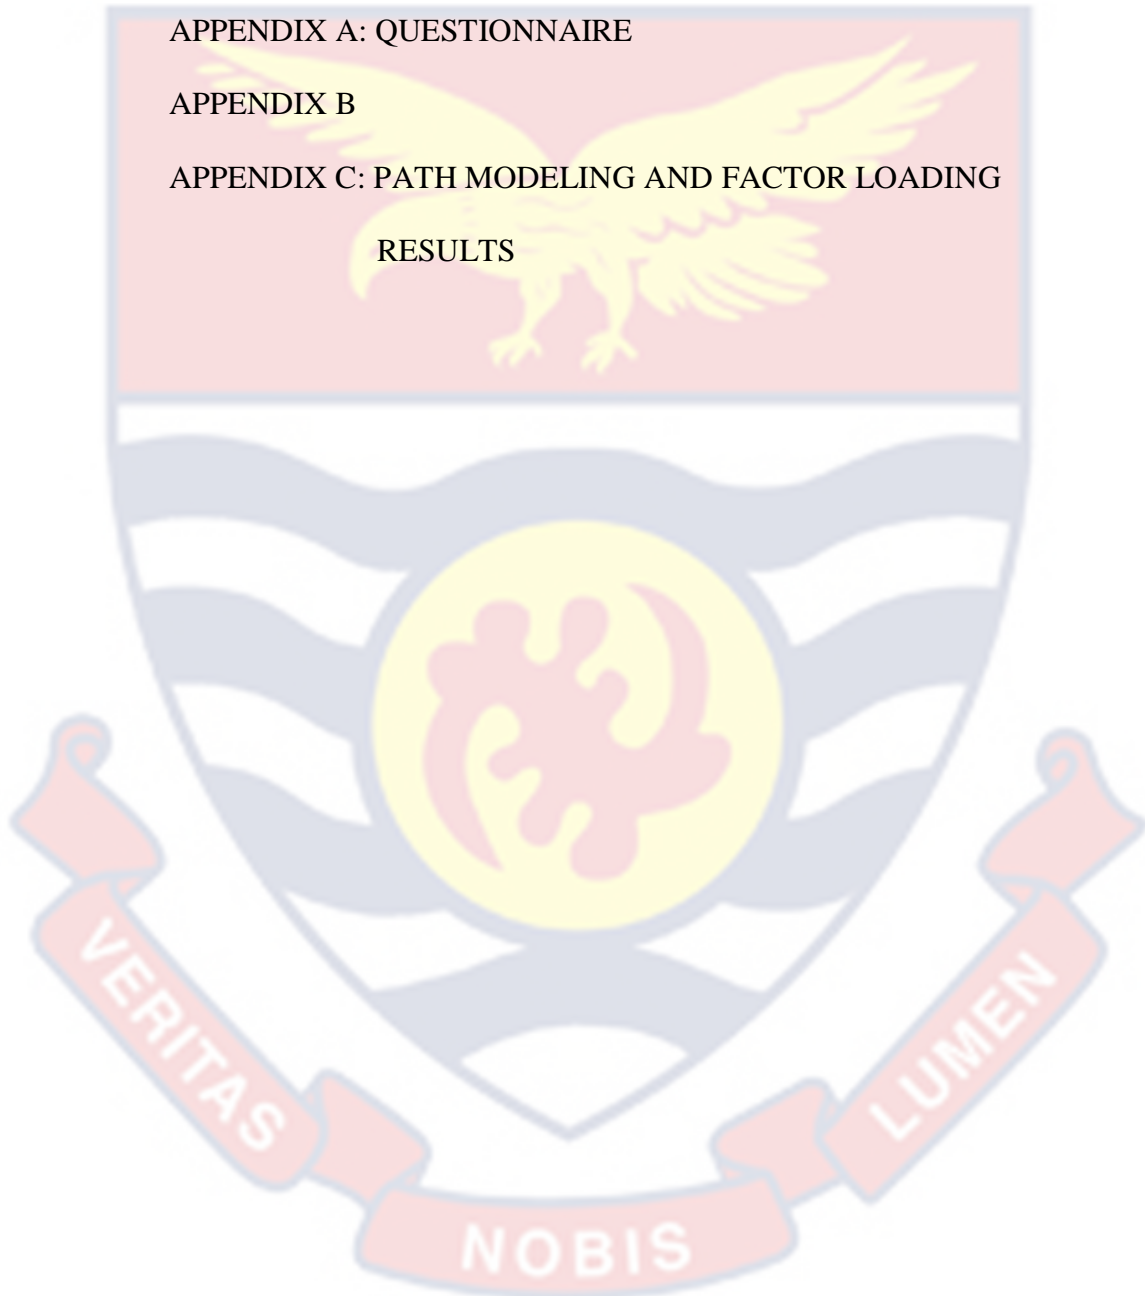 APPENDIX A: QUESTIONNAIRE
APPENDIX B
APPENDIX C: PATH MODELING AND FACTOR LOADING
RESULTS
VERITAS
NOBIS
LUMEN